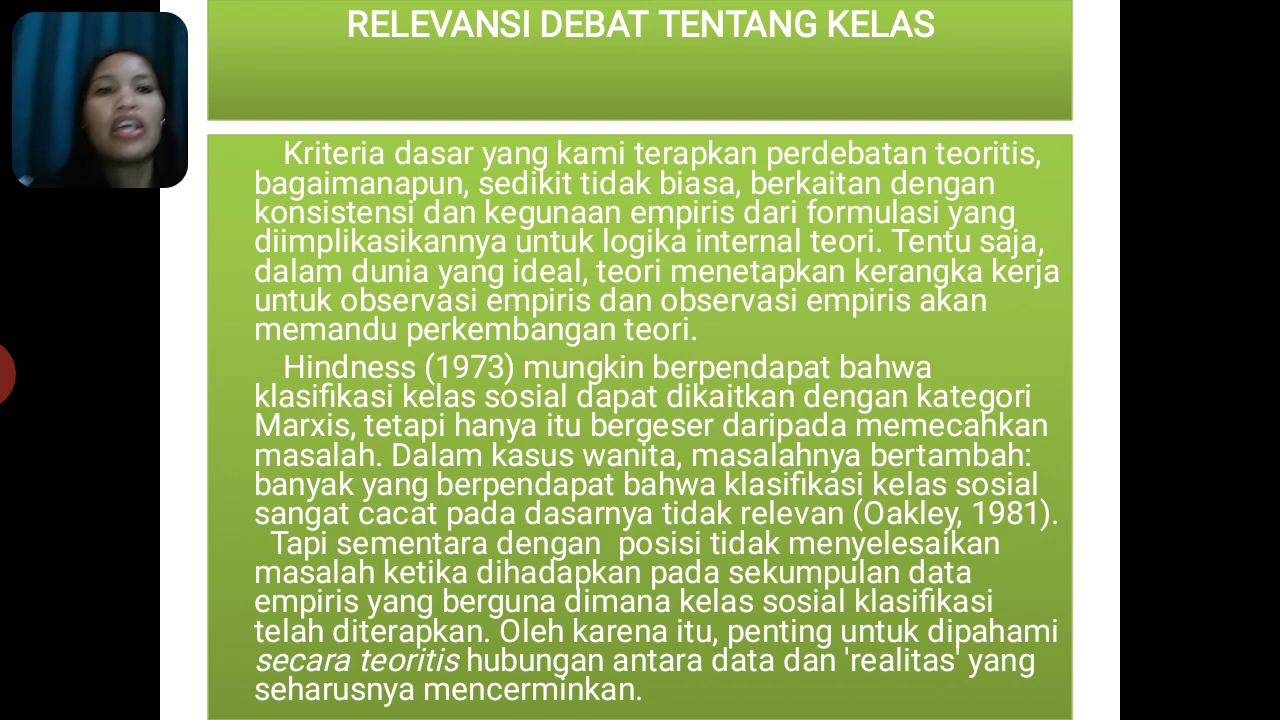 RELEVANSI DEBAT TENTANG KELAS
Kriteria dasar yang kami terapkan perdebatan teoritis,
bagaimanapun, sedikit tidak biasa, berkaitan dengan
konsistensi dan kegunaan empiris dari formulasi yang
diimplikasikannya untuk logika internal teori. Tentu saja,
dalam dunia yang ideal, teori menetapkan kerangka kerja
untuk observasi empiris dan observasi empiris akan
memandu perkembangan teori.
Hindness (1973) mungkin berpendapat bahwa
klasifikasi kelas sosial dapat dikaitkan dengan kategori
Marxis, tetapi hanya itu bergeser daripada memecahkan
masalah. Dalam kasus wanita, masalahnya bertambah:
banyak yang berpendapat bahwa klasifikasi kelas sosial
sangat cacat pada dasarnya tidak relevan (Oakley, 1981).
Tapi sementara dengan posisi tidak menyelesaikan
masalah ketika dihadapkan pada sekumpulan data
empiris yang berguna dimana kelas sosial klasifikasi
telah diterapkan. Oleh karena itu, penting untuk dipahami
secara teoritis hubungan antara data dan 'realitas' yang
seharusnya mencerminkan.